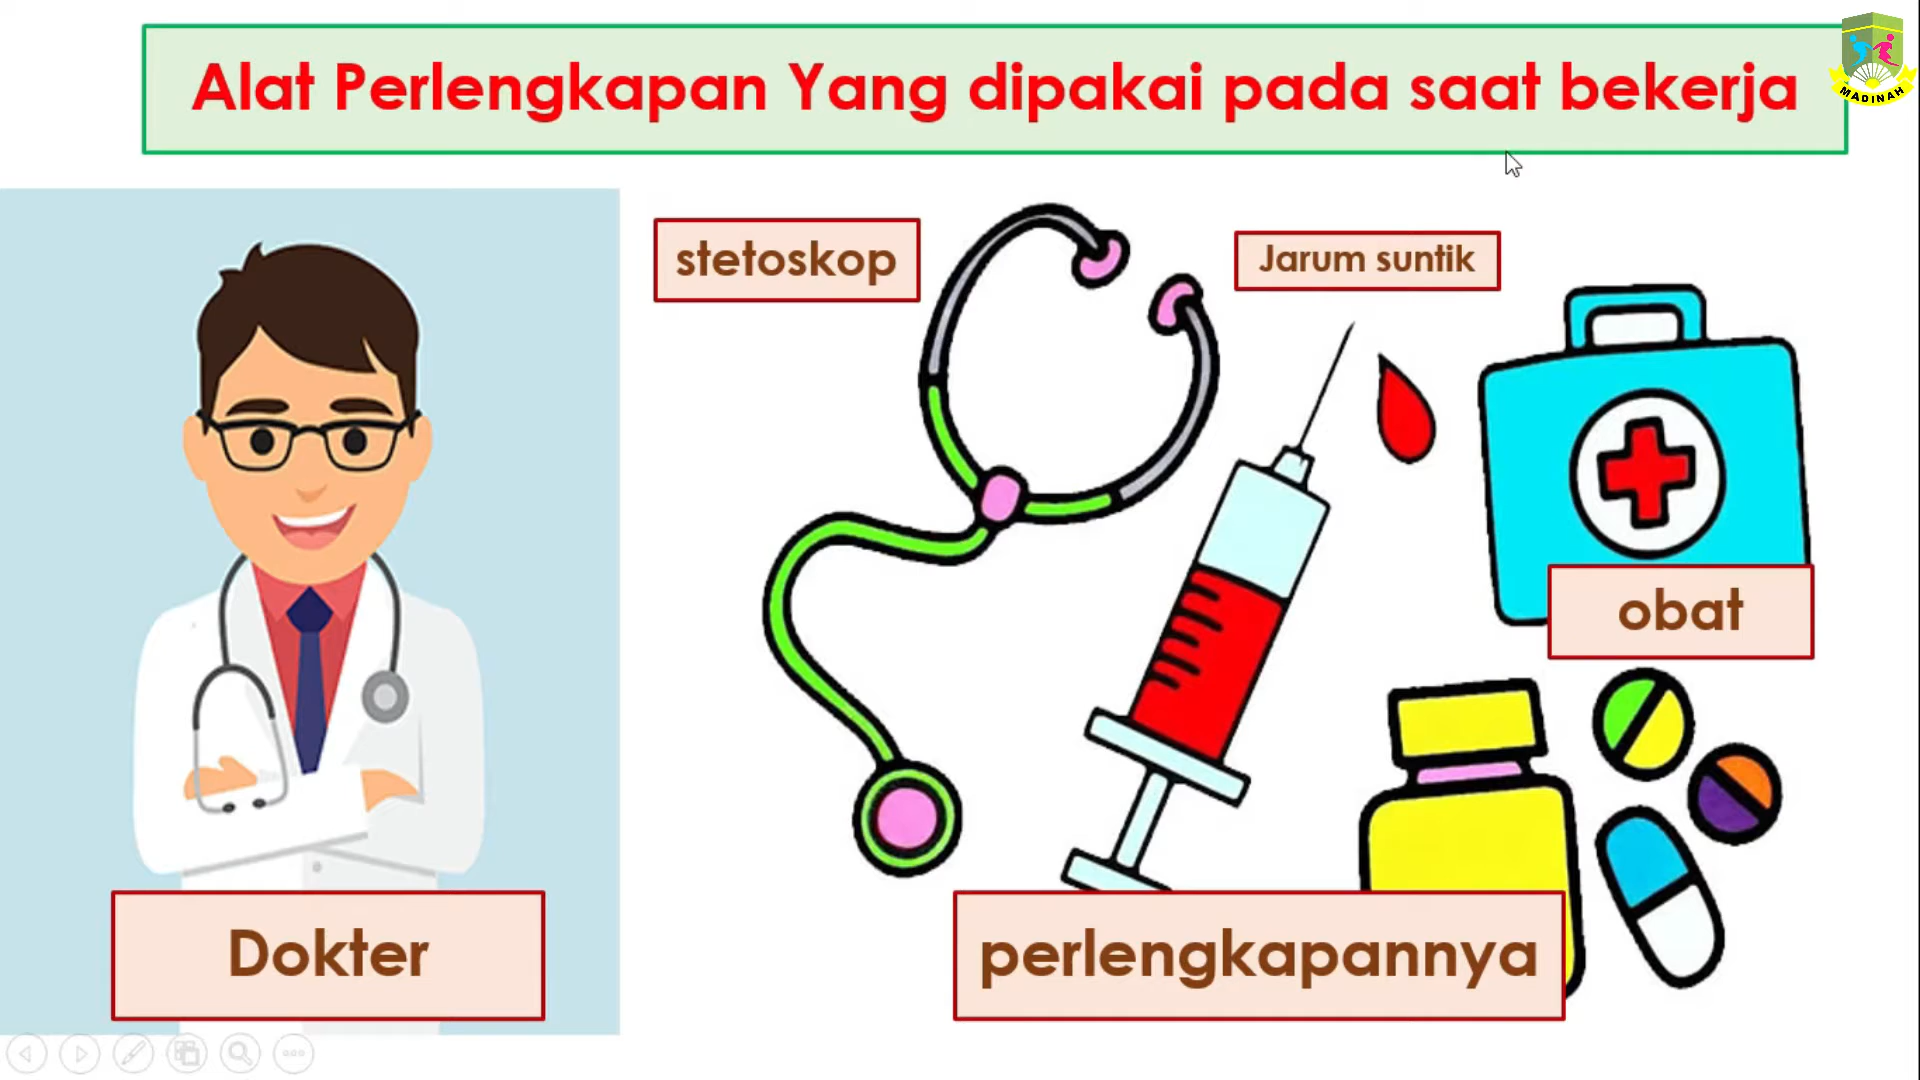 Alat Perlengkapan Yang dipakai pada saat bekerja
MADINAH
stetoskop
Jarum suntik
obat
Dokter
perlengkapannya